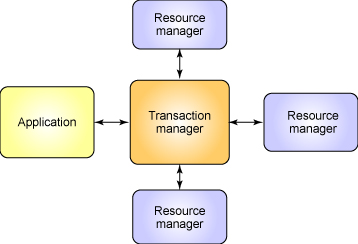 Resource
manager
Application
Transaction
manager
Resource
manager
Resource
manager